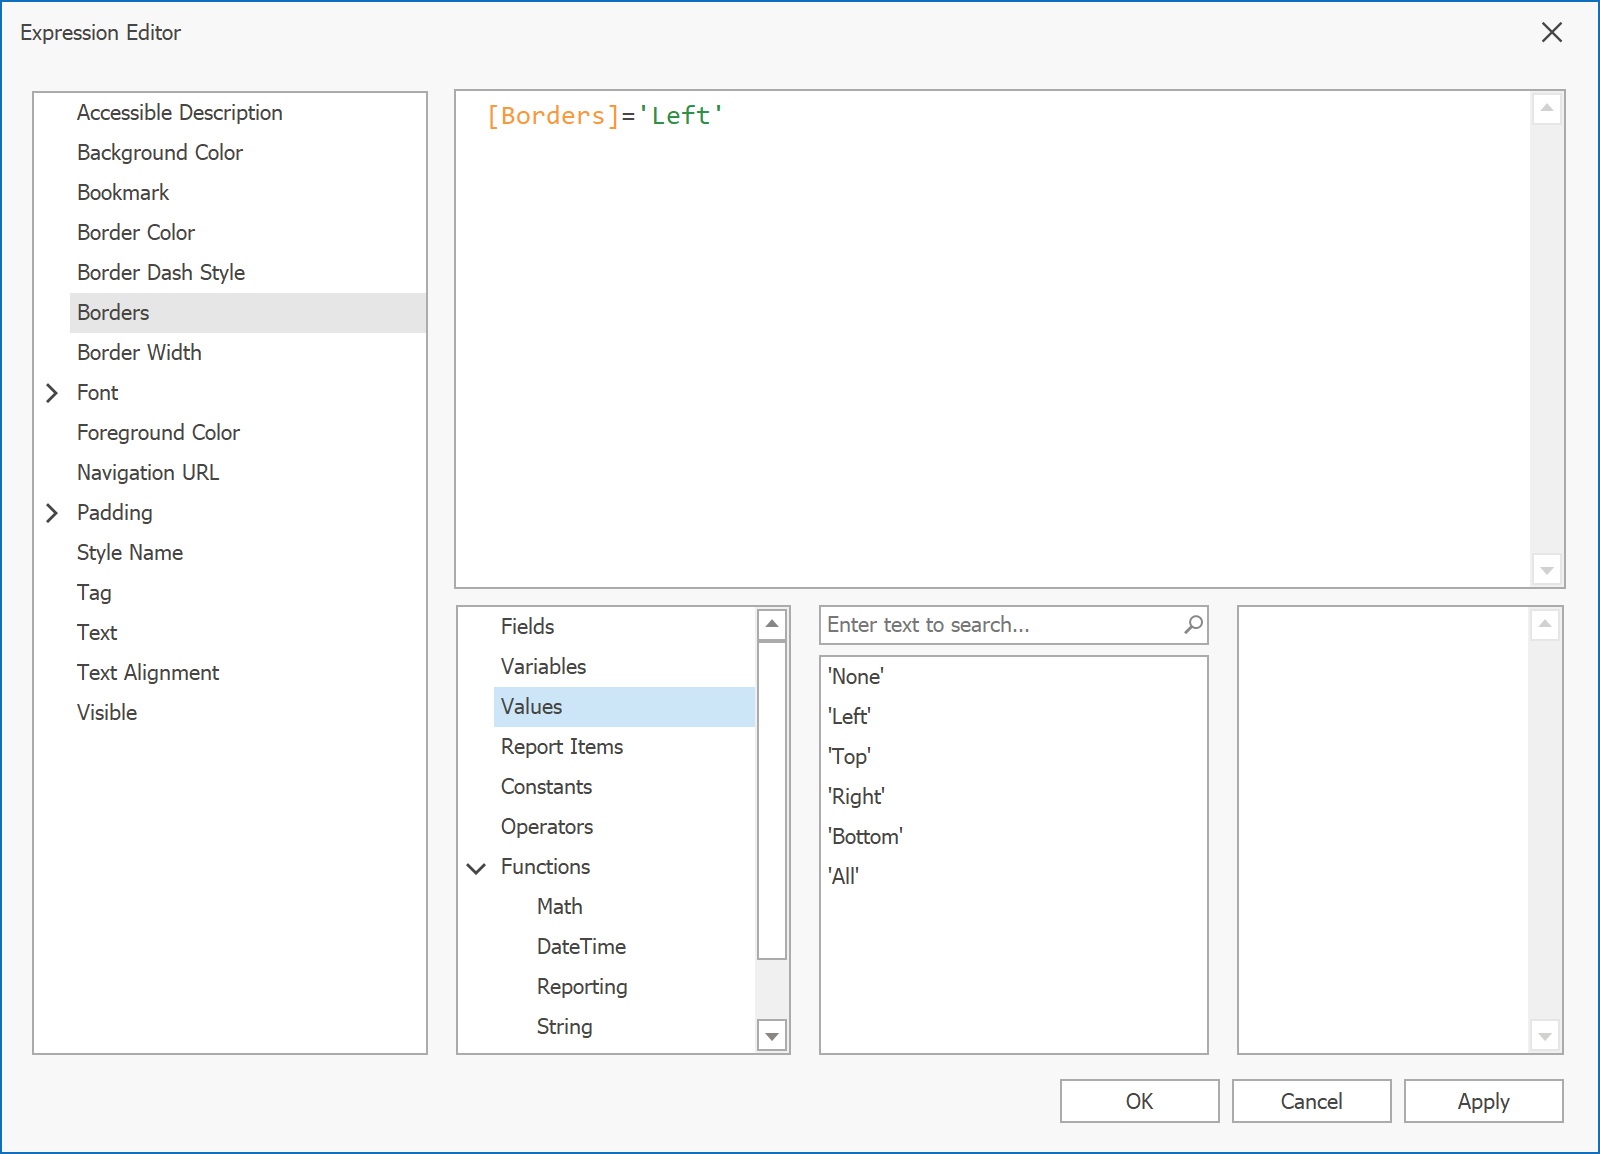 Expression Editor
Accessible Description
Background Color
Bookmark
Border Color
Border Dash Style
Borders
Border Width
Font
Foreground Color
Navigation URL
Padding
Style Name
Tag
Text
Text Alignment
Visible
[Borders]='Left'
Fields
Variables
Values
Report Items
Constants
Operators
Functions
Math
DateTime
Reporting
String
Enter text to search...
'None'
'Left'
'Top'
'Right'
'Bottom'
'All'
OK
Cancel
Apply